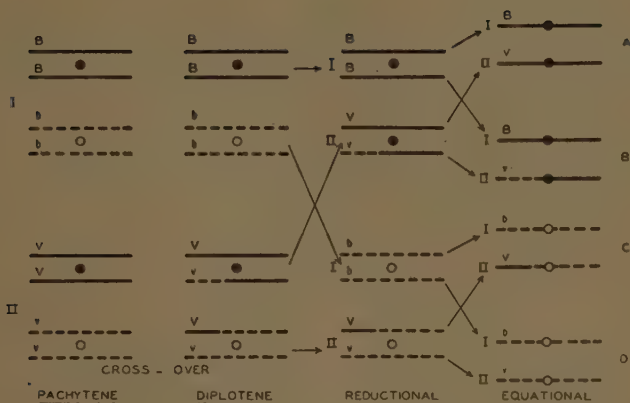 I B
B B B A
I II V
B B B
I
b b V
I B
b b II v
B
II v
I b
V V b C
I II V
V v b
II
v V V
II I b
v v v
D
CROSS - OVER
II v
PACHYTENE DIPLOTENE REDUCTIONAL EQUATIONAL